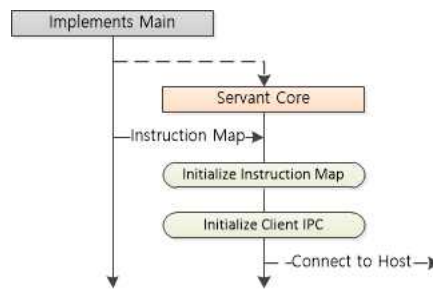 Implements Main
Servant Core
Instruction Map
Initialize Instruction Map
Initialize Client IPC
Connect to Host